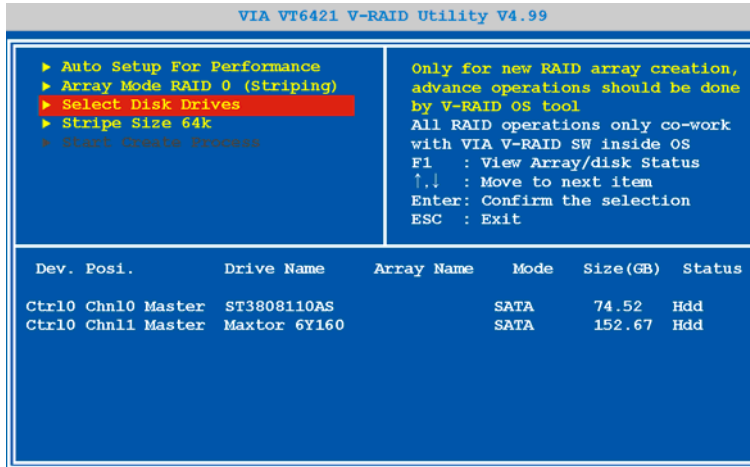 VIA VT6421 V-RAID Utility V4.99
▶ Auto Setup For Performance
▶ Array Mode RAID 0 (Striping)
▶ Select Disk Drives
▶ Stripe Size 64k
▶ Start Create Process
Only for new RAID array creation,
advance operations should be done
by V-RAID OS tool
All RAID operations only co-work
with VIA V-RAID SW inside OS
F1 : View Array/disk Status
↑,↓ : Move to next item
Enter: Confirm the selection
ESC : Exit
Dev. Posi. Drive Name Array Name Mode Size(GB) Status
Ctrl0 Chnl0 Master ST3808110AS SATA 74.52 Hdd
Ctrl0 Chnl1 Master Maxtor 6Y160 SATA 152.67 Hdd